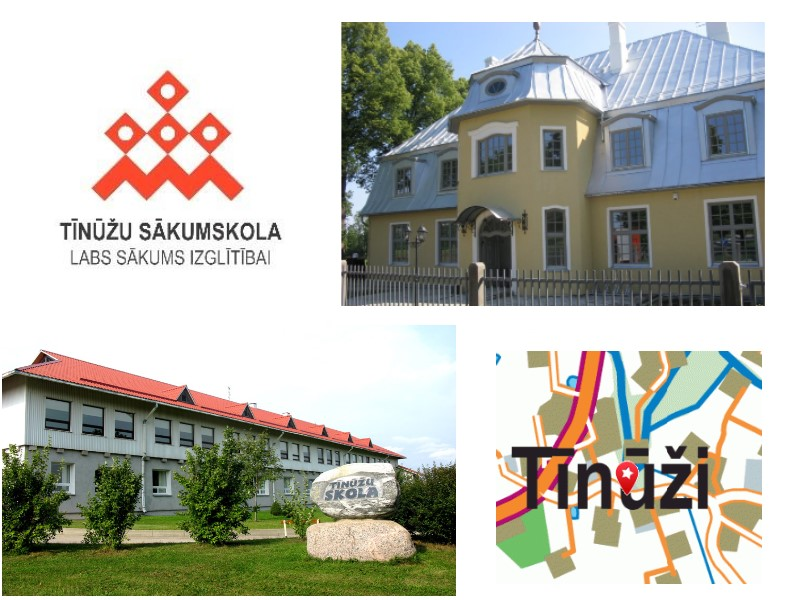 TĪNŪŽU SĀKUMSKOLA
LABS SĀKUMS IZGLĪTĪBAI
TĪNŪŽU
SKOLA
Tīnūži